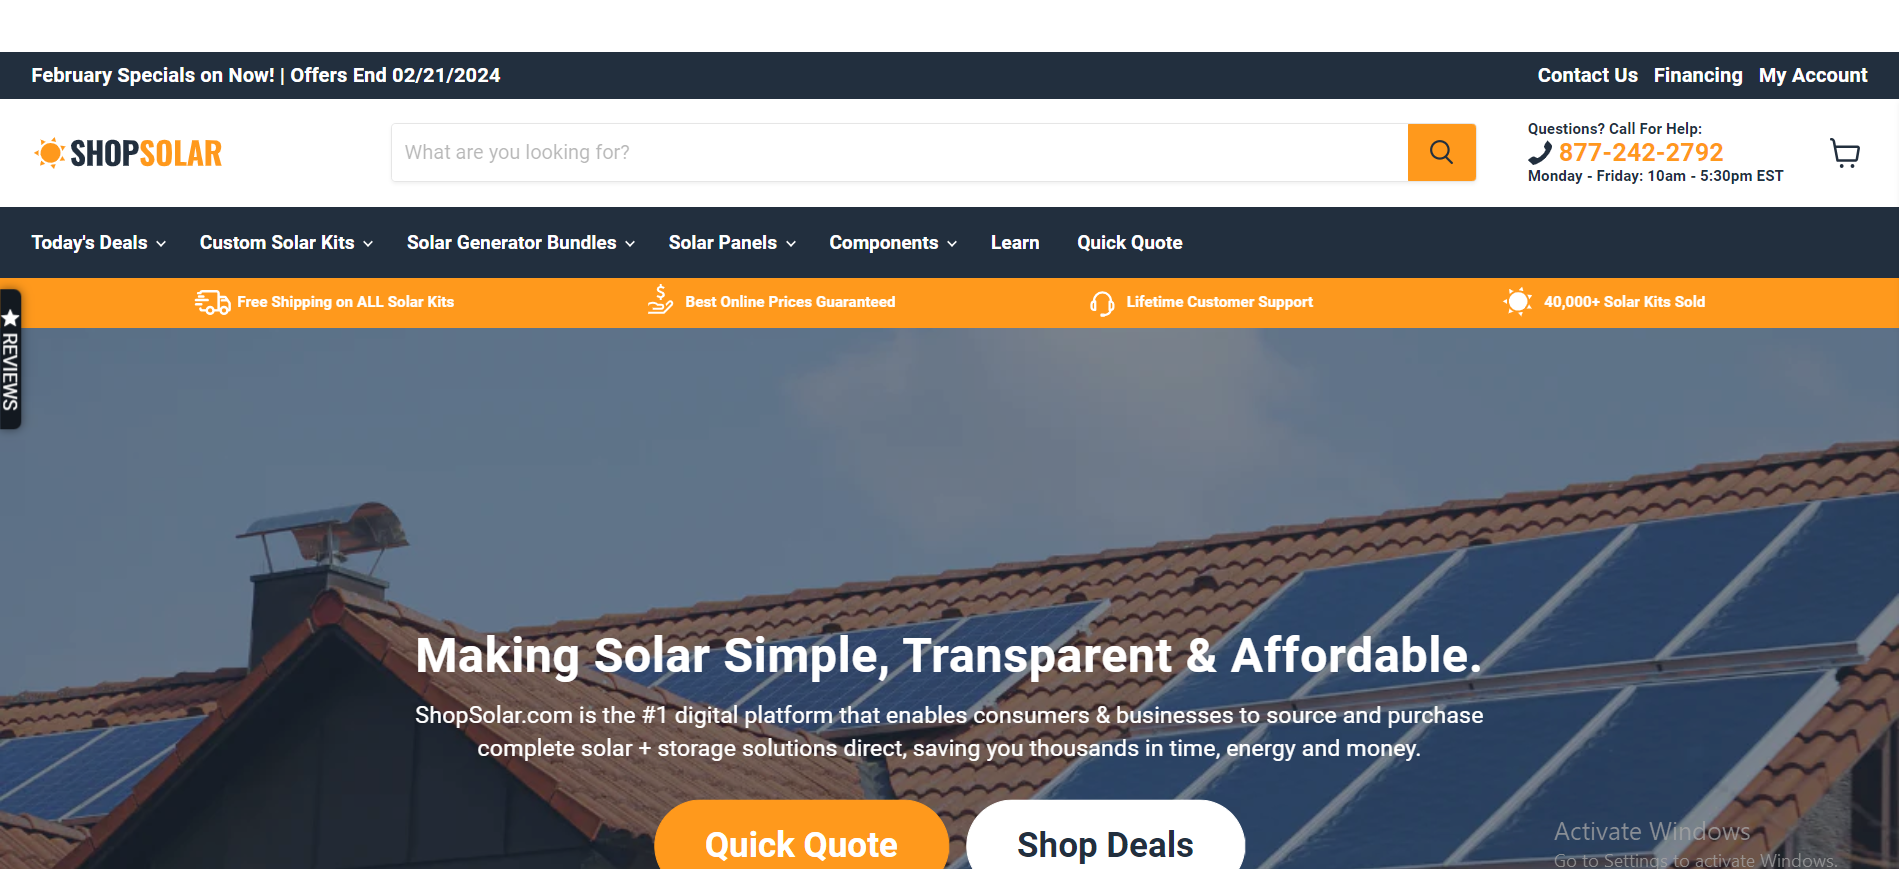 February Specials on Now! | Offers End 02/21/2024
Contact Us Financing My Account
SHOPSOLAR
What are you looking for?
Questions? Call For Help:
877-242-2792
Monday - Friday: 10am - 5:30pm EST
Today's Deals Custom Solar Kits Solar Generator Bundles Solar Panels Components Learn Quick Quote
Free Shipping on ALL Solar Kits Best Online Prices Guaranteed Lifetime Customer Support 40,000+ Solar Kits Sold
REVIEWS
Making Solar Simple, Transparent & Affordable.
ShopSolar.com is the #1 digital platform that enables consumers & businesses to source and purchase
complete solar + storage solutions direct, saving you thousands in time, energy and money.
Quick Quote Shop Deals
Activate Windows
Go to Settings to activate Windows.